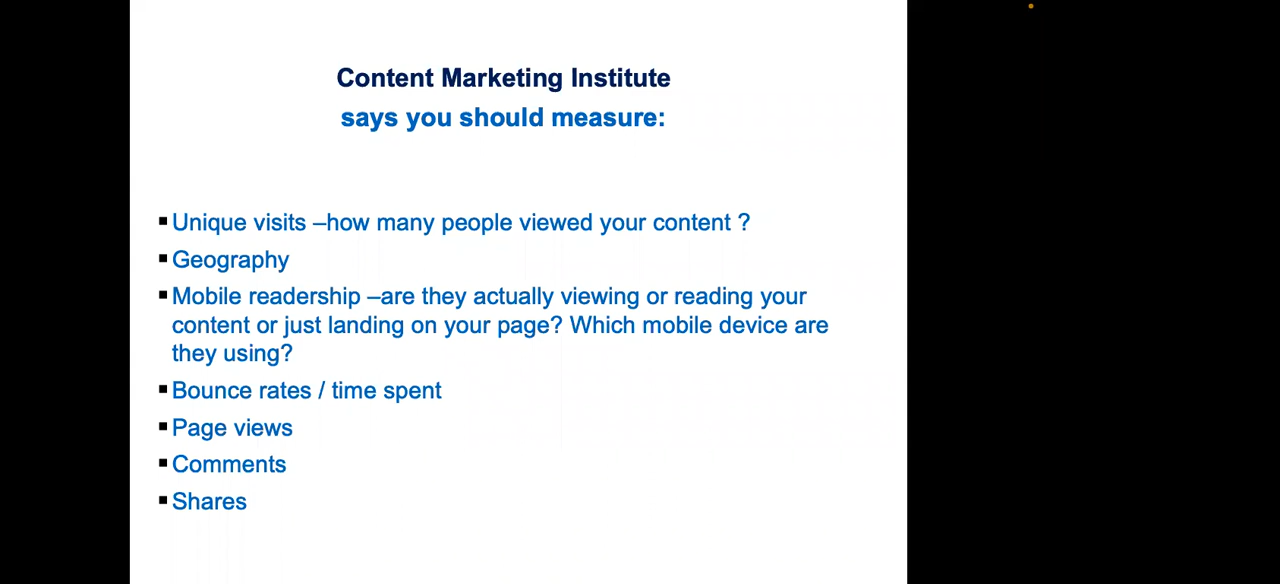 Content Marketing Institute
says you should measure:
▪ Unique visits –how many people viewed your content ?
▪ Geography
▪ Mobile readership –are they actually viewing or reading your
content or just landing on your page? Which mobile device are
they using?
▪ Bounce rates / time spent
▪ Page views
▪ Comments
▪ Shares